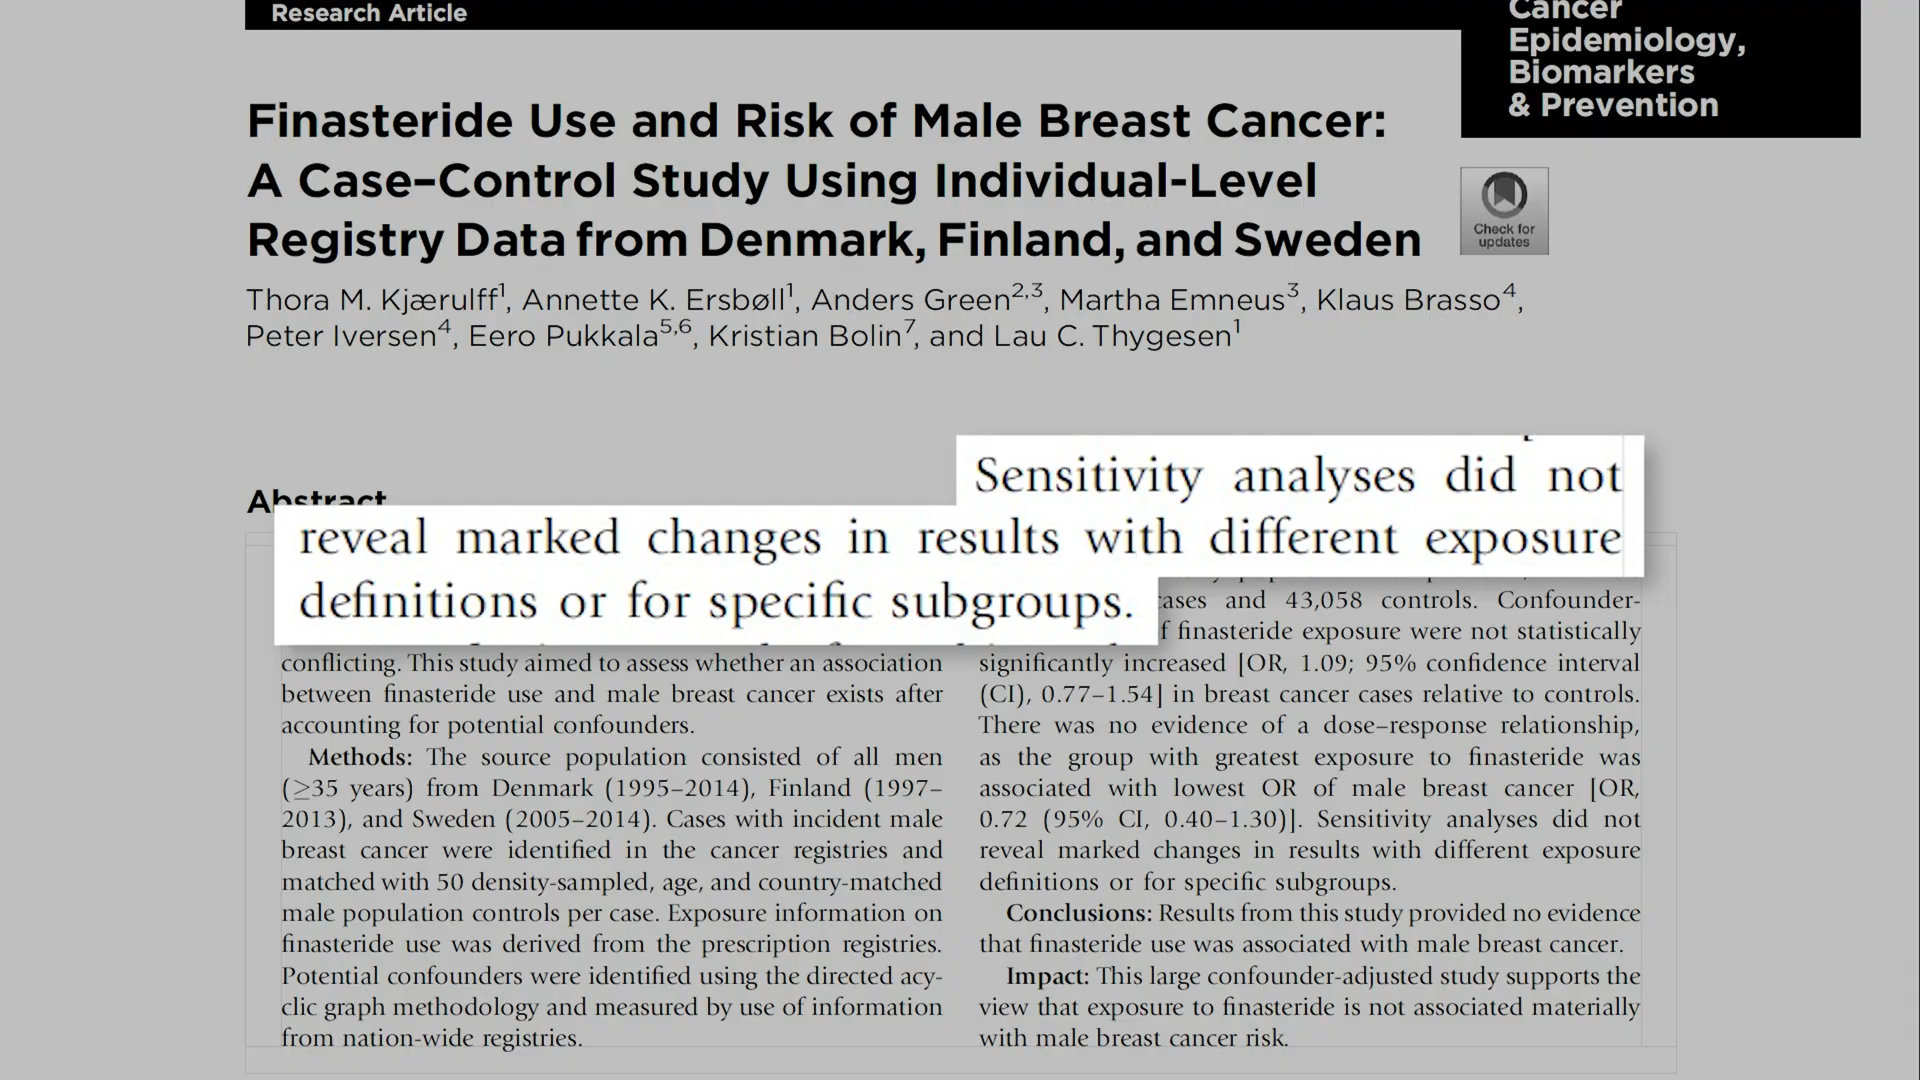 Research Article
Cancer
Epidemiology,
Biomarkers
& Prevention
Finasteride Use and Risk of Male Breast Cancer:
A Case–Control Study Using Individual-Level
Registry Data from Denmark, Finland, and Sweden
Check for
updates
Thora M. Kjærulff1, Annette K. Ersbøll1, Anders Green2,3, Martha Emneus3, Klaus Brasso4,
Peter Iversen4, Eero Pukkala5,6, Kristian Bolin7, and Lau C. Thygesen1
Abstract
Sensitivity analyses did not
reveal marked changes in results with different exposure
definitions or for specific subgroups.
conflicting. This study aimed to assess whether an association
between finasteride use and male breast cancer exists after
accounting for potential confounders.
Methods: The source population consisted of all men
(≥35 years) from Denmark (1995–2014), Finland (1997–
2013), and Sweden (2005–2014). Cases with incident male
breast cancer were identified in the cancer registries and
matched with 50 density-sampled, age, and country-matched
male population controls per case. Exposure information on
finasteride use was derived from the prescription registries.
Potential confounders were identified using the directed acy-
clic graph methodology and measured by use of information
from nation-wide registries.
cases and 43,058 controls. Confounder-
f finasteride exposure were not statistically
significantly increased [OR, 1.09; 95% confidence interval
(CI), 0.77–1.54] in breast cancer cases relative to controls.
There was no evidence of a dose–response relationship,
as the group with greatest exposure to finasteride was
associated with lowest OR of male breast cancer [OR,
0.72 (95% CI, 0.40–1.30)]. Sensitivity analyses did not
reveal marked changes in results with different exposure
definitions or for specific subgroups.
Conclusions: Results from this study provided no evidence
that finasteride use was associated with male breast cancer.
Impact: This large confounder-adjusted study supports the
view that exposure to finasteride is not associated materially
with male breast cancer risk.